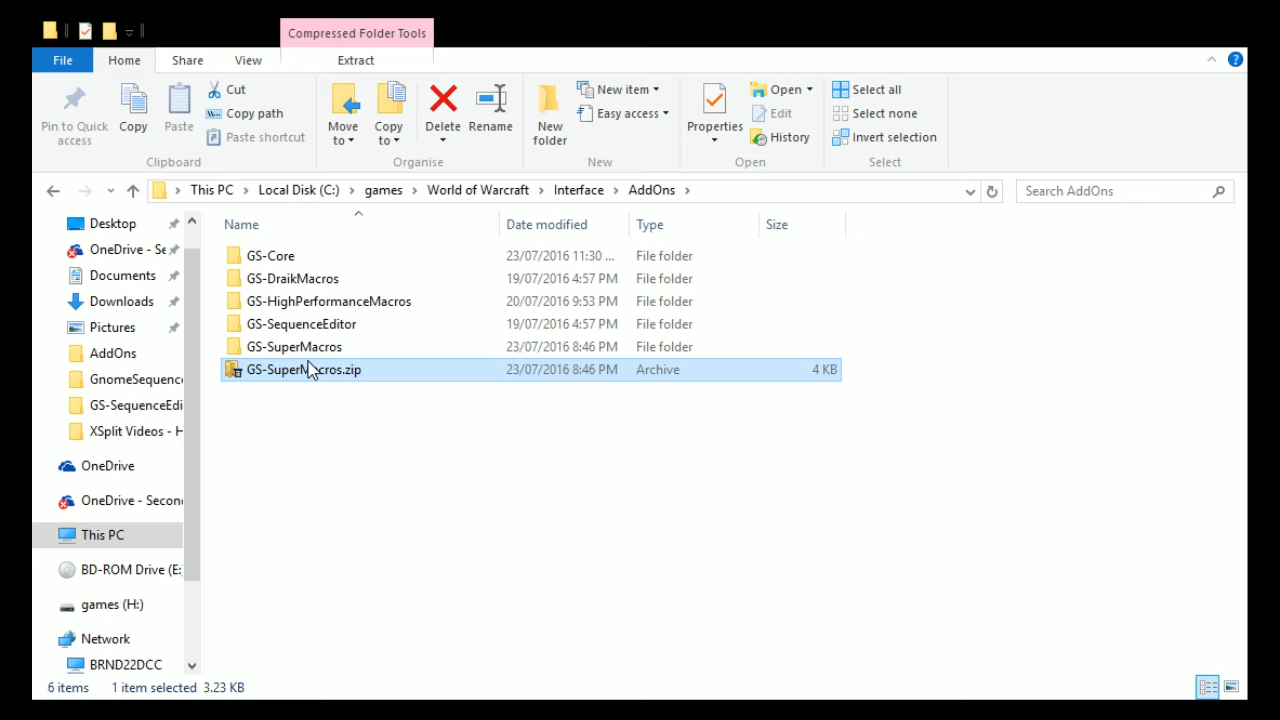 Compressed Folder Tools
File Home Share View Extract
Pin to Quick access
Copy
Paste
Cut
Copy path
Paste shortcut
Clipboard
Move to
Copy to
Delete
Rename
Organise
New folder
New item
Easy access
New
Properties
Open
Edit
History
Open
Select all
Select none
Invert selection
Select
This PC Local Disk (C:) games World of Warcraft Interface AddOns
Search AddOns
Desktop
OneDrive - Se
Documents
Downloads
Pictures
AddOns
GnomeSequenc
GS-SequenceEdi
XSplit Videos - H
OneDrive
OneDrive - Secon
This PC
BD-ROM Drive (E:
games (H:)
Network
BRND22DCC
Name Date modified Type Size
GS-Core 23/07/2016 11:30 ... File folder
GS-DraikMacros 19/07/2016 4:57 PM File folder
GS-HighPerformanceMacros 20/07/2016 9:53 PM File folder
GS-SequenceEditor 19/07/2016 4:57 PM File folder
GS-SuperMacros 23/07/2016 8:46 PM File folder
GS-SuperMacros.zip 23/07/2016 8:46 PM Archive 4 KB
6 items 1 item selected 3.23 KB